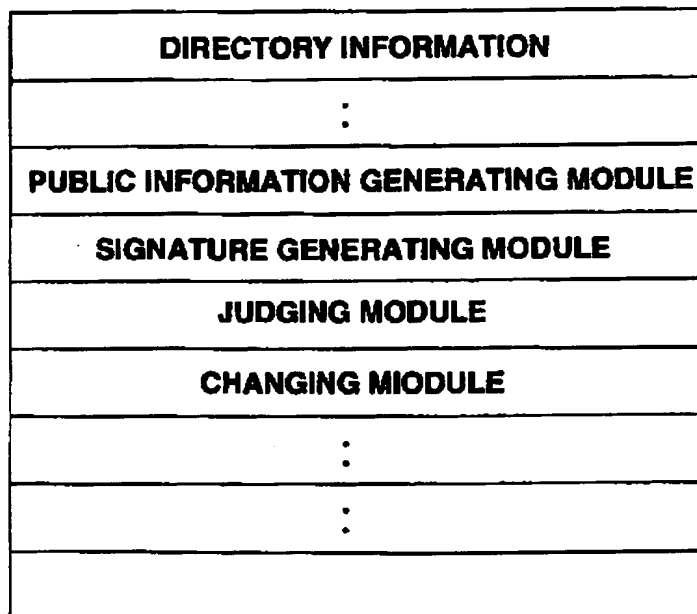 DIRECTORY INFORMATION
:
PUBLIC INFORMATION GENERATING MODULE
SIGNATURE GENERATING MODULE
JUDGING MODULE
CHANGING MIODULE
:
: